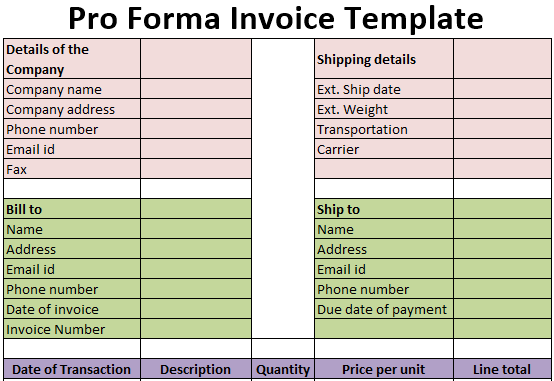 Pro Forma Invoice Template
Details of the
Company
Company name
Company address
Phone number
Email id
Fax
Shipping details
Ext. Ship date
Ext. Weight
Transportation
Carrier
Bill to
Name
Address
Email id
Phone number
Date of invoice
Invoice Number
Ship to
Name
Address
Email id
Phone number
Due date of payment
Date of Transaction Description Quantity Price per unit Line total